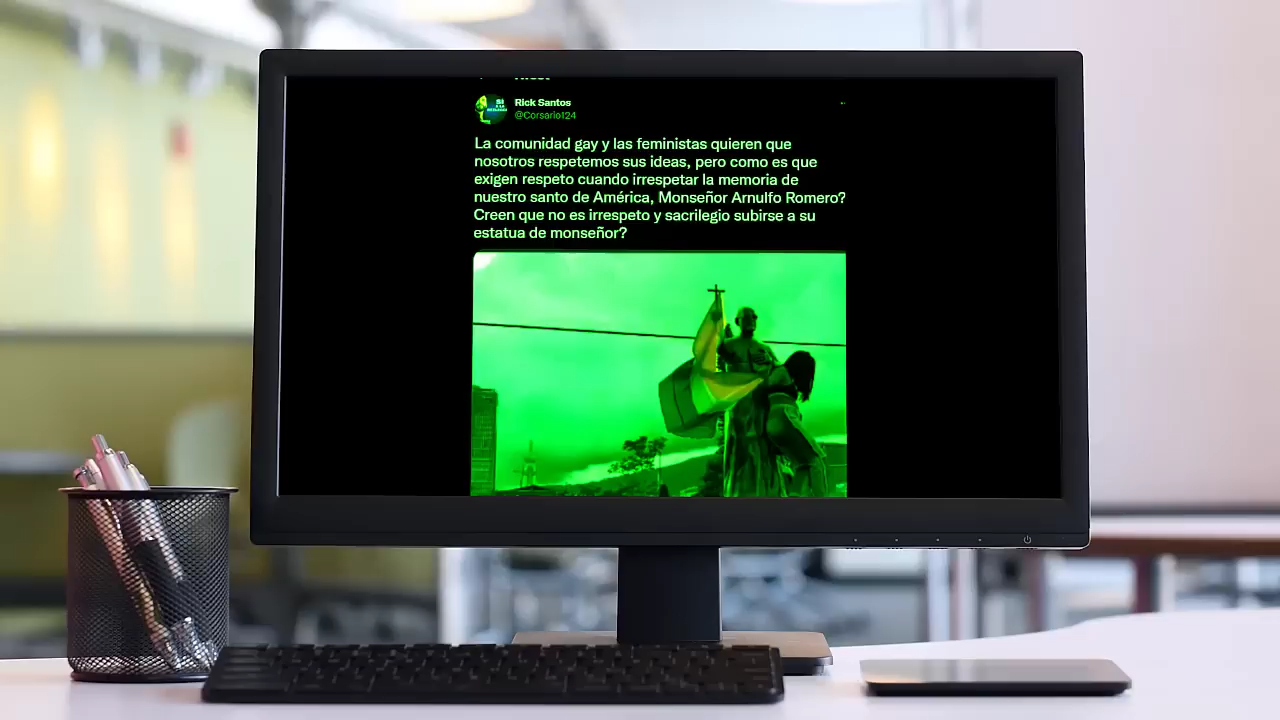 Rick Santos
@Corsario124
La comunidad gay y las feministas quieren que
nosotros respetemos sus ideas, pero como es que
exigen respeto cuando irrespetar la memoria de
nuestro santo de América, Monseñor Arnulfo Romero?
Creen que no es irrespeto y sacrilegio subirse a su
estatua de monseñor?